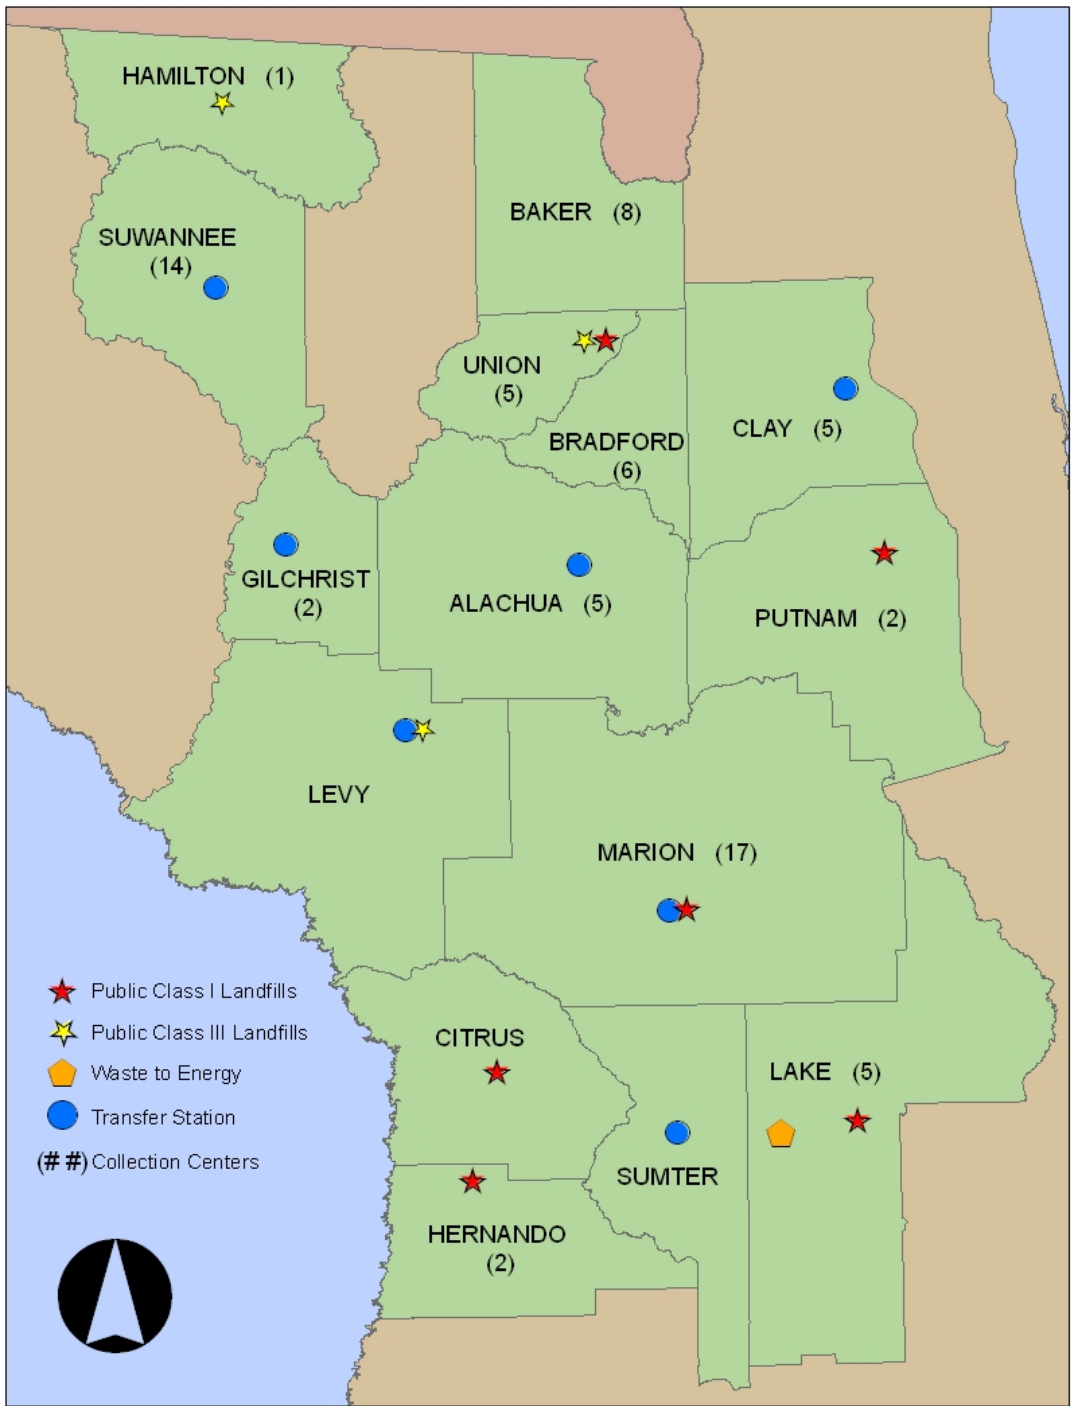 HAMILTON (1)
SUWANNEE
(14)
BAKER (8)
UNION
(5)
BRADFORD
(6)
CLAY (5)
GILCHRIST
(2)
ALACHUA (5)
PUTNAM (2)
LEVY
MARION (17)
Public Class I Landfills
Public Class III Landfills
Waste to Energy
Transfer Station
(##) Collection Centers
CITRUS
LAKE (5)
SUMTER
HERNANDO
(2)